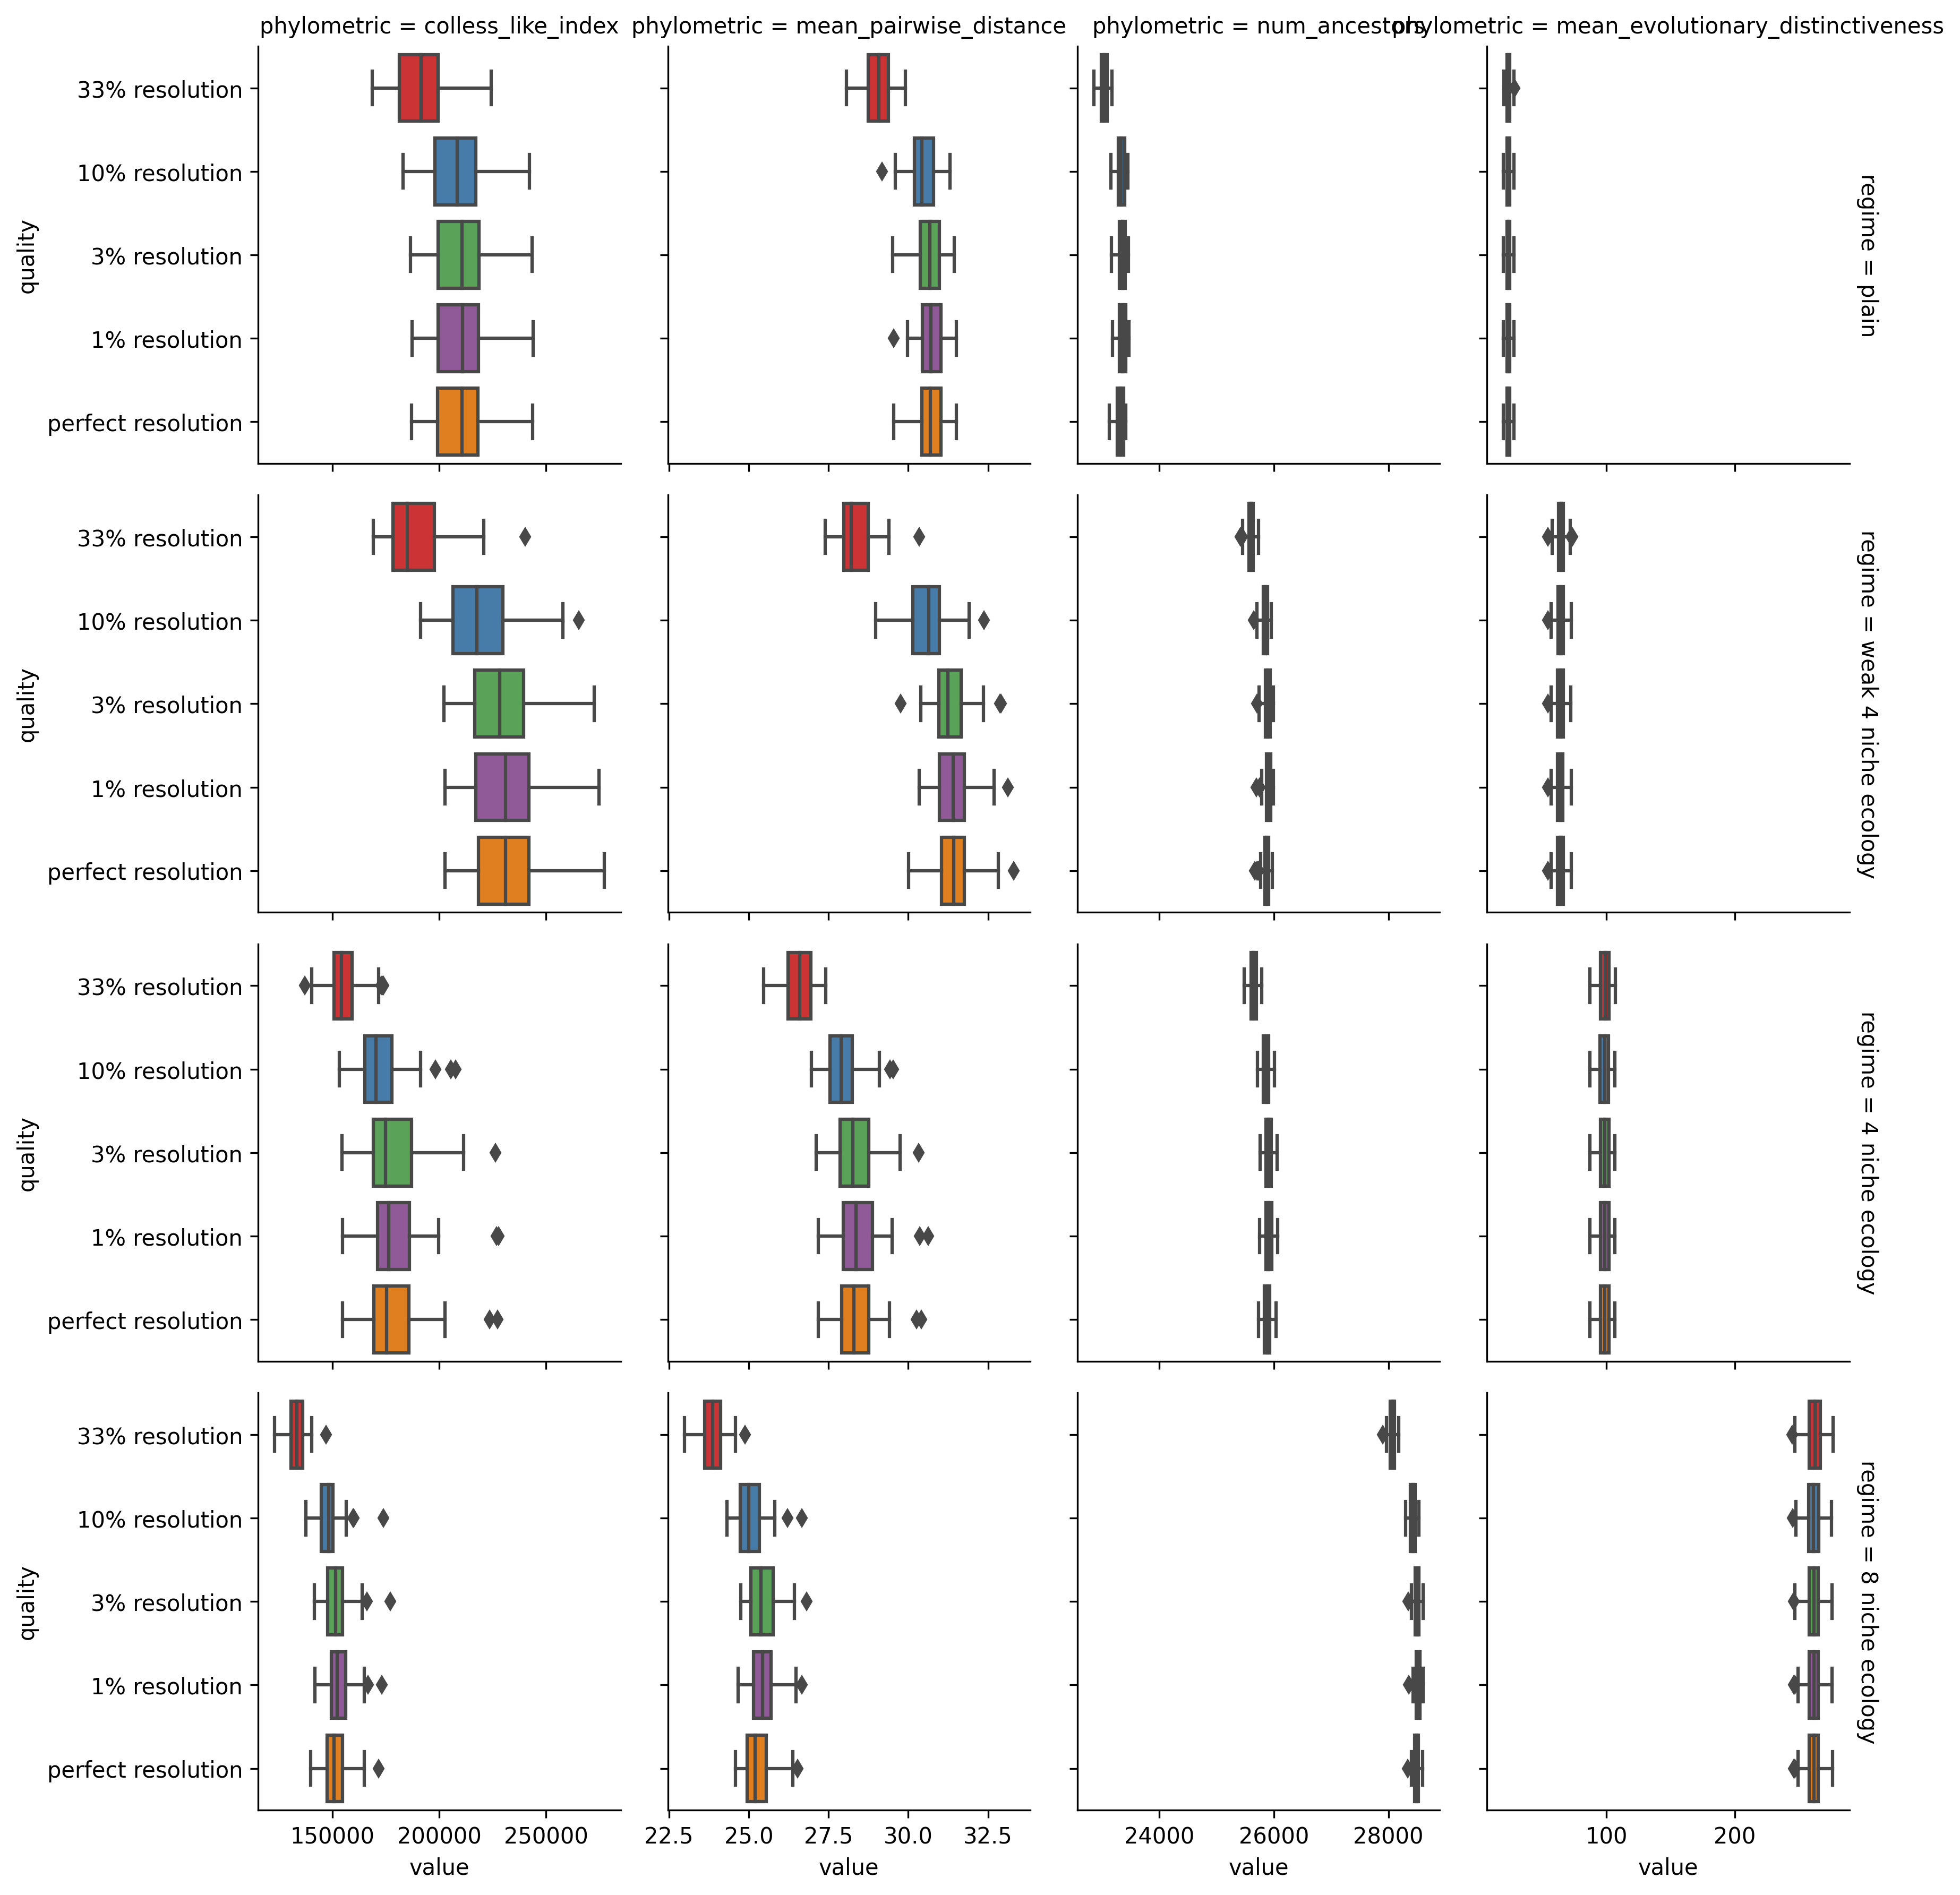 phylometric = colless_like_index
phylometric = mean_pairwise_distance
phylometric = num_ancestors
phylometric = mean_evolutionary_distinctiveness
quality
33% resolution
10% resolution
3% resolution
1% resolution
perfect resolution
regime = plain
quality
33% resolution
10% resolution
3% resolution
1% resolution
perfect resolution
regime = weak 4 niche ecology
quality
33% resolution
10% resolution
3% resolution
1% resolution
perfect resolution
regime = 4 niche ecology
quality
33% resolution
10% resolution
3% resolution
1% resolution
perfect resolution
regime = 8 niche ecology
150000 200000 250000
22.5 25.0 27.5 30.0 32.5
24000 26000 28000
100 200
value
value
value
value